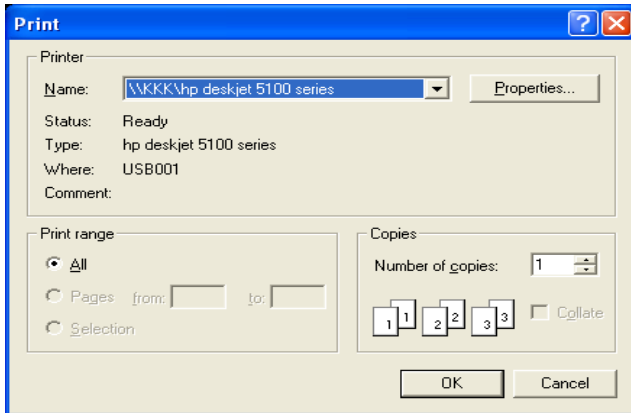 Print
Printer
Name: \\KKK\hp deskjet 5100 series Properties...
Status: Ready
Type: hp deskjet 5100 series
Where: USB001
Comment:
Print range
All
Pages from: to:
Selection
Copies
Number of copies: 1
1 1 2 2 3 3 Collate
OK Cancel